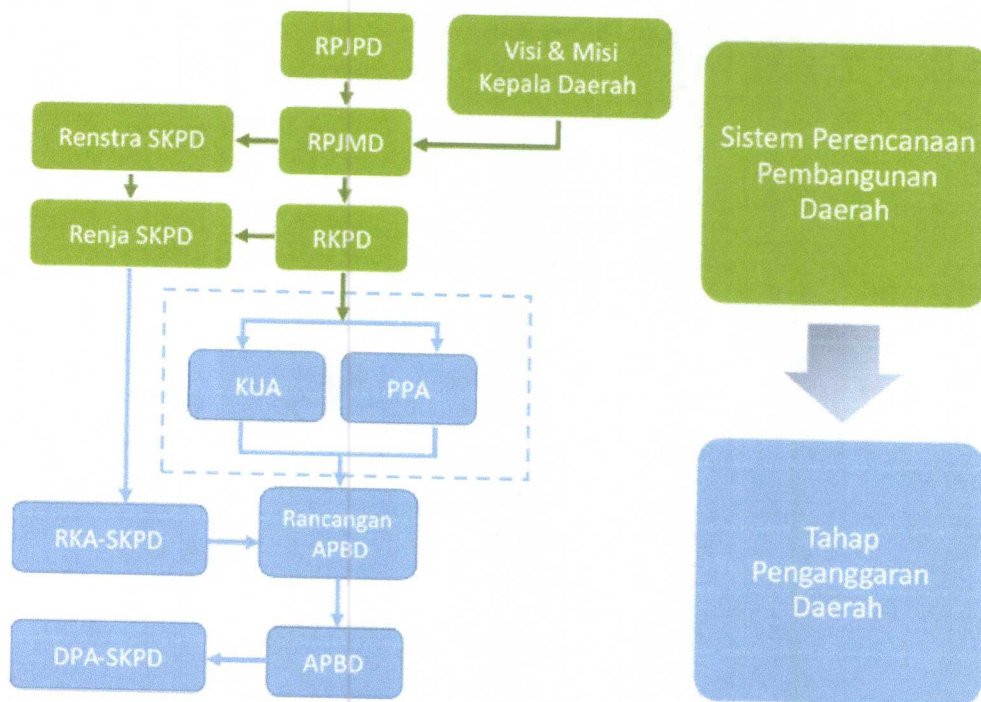 RPJPD
Visi & Misi
Kepala Daerah
Renstra SKPD
RPJMD
Renja SKPD
RKPD
KUA
PPA
RKA-SKPD
Rancangan
APBD
DPA-SKPD
APBD
Sistem Perencanaan
Pembangunan
Daerah
Tahap
Penganggaran
Daerah